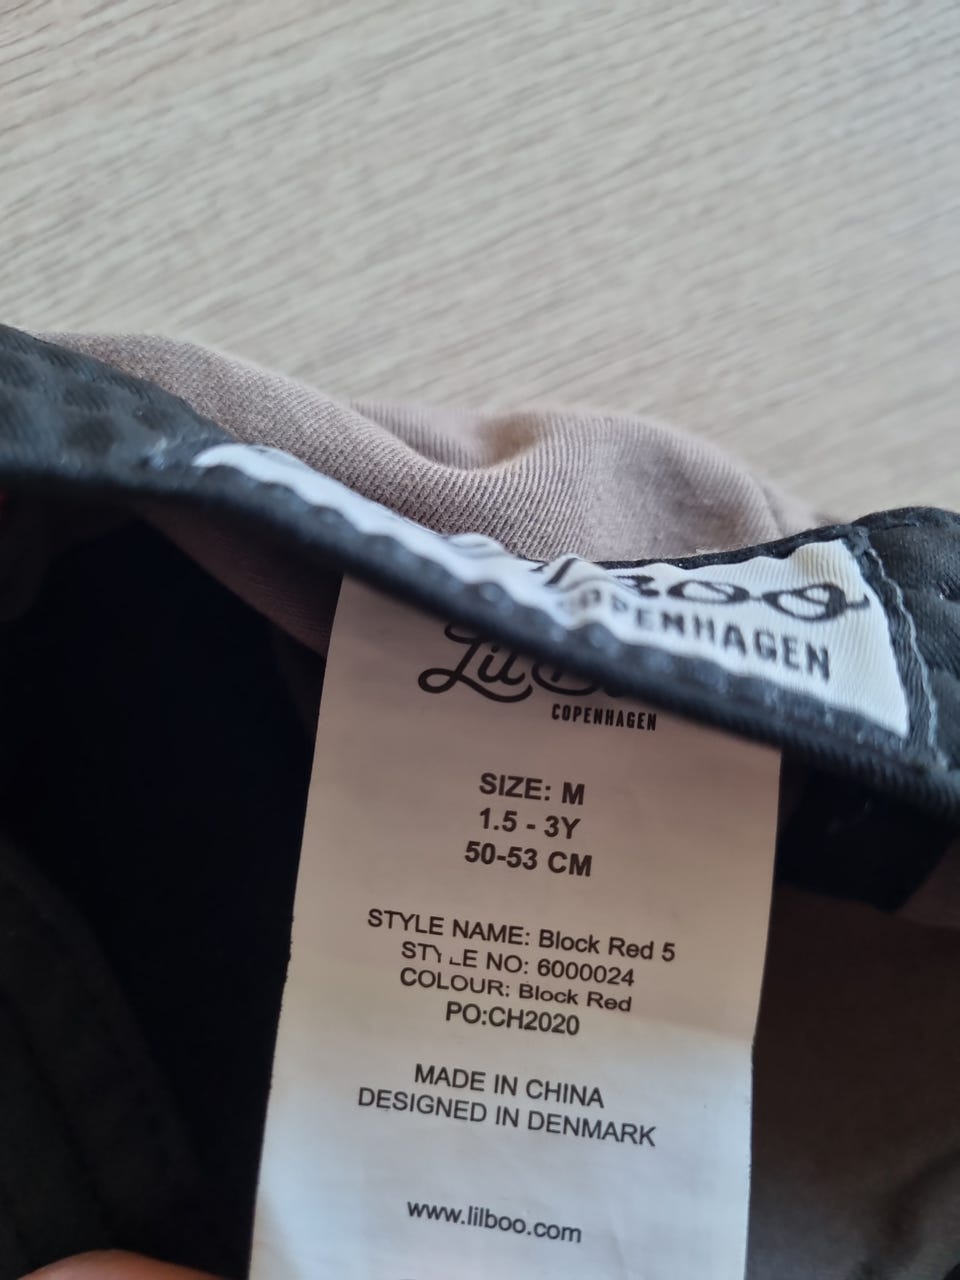 COPENHAGEN
Lil
COPENHAGEN
SIZE: M
1.5 - 3Y
50-53 CM
STYLE NAME: Block Red 5
STYLE NO: 6000024
COLOUR: Block Red
PO:CH2020
MADE IN CHINA
DESIGNED IN DENMARK
www.lilboo.com